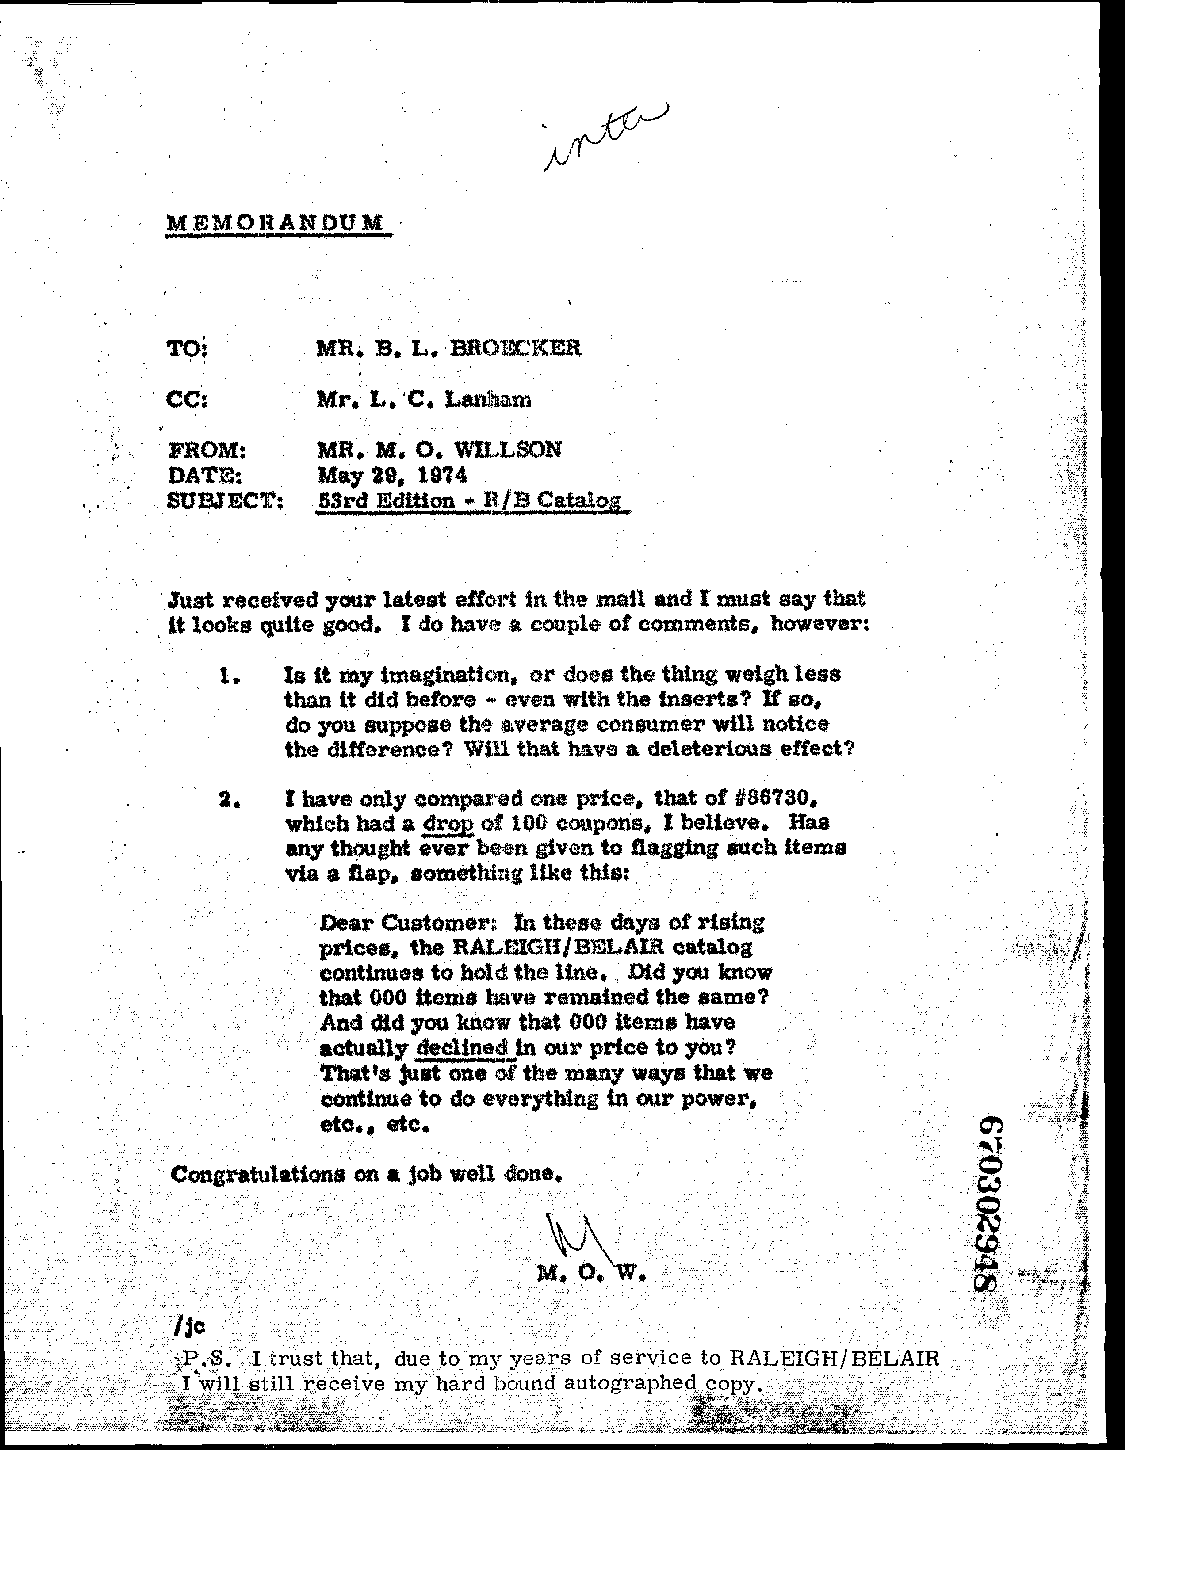 MEMORANDUM
TO: MR. B. L. BROECKER
CC: Mr. L. C. Lanham
FROM: MR. M. O. WILLSON
DATE: May 29, 1974
SUBJECT: 53rd Edition - R/B Catalog
Just received your latest effort in the mail and I must say that
it looks quite good. I do have a couple of comments, however:
1. Is it my imagination, or does the thing weigh less
than it did before - even with the inserts? If so,
do you suppose the average consumer will notice
the difference? Will that have a deleterious effect?
2. I have only compared one price, that of #86730,
which had a drop of 100 coupons, I believe. Has
any thought ever been given to flagging such items
via a flap, something like this:
Dear Customer: In these days of rising
prices, the RALEIGH/BELAIR catalog
continues to hold the line. Did you know
that 000 items have remained the same?
And did you know that 000 items have
actually declined in our price to you?
That's just one of the many ways that we
continue to do everything in our power,
etc., etc.
Congratulations on a job well done.
M. O. W.
/jc
P.S. I trust that, due to my years of service to RALEIGH/BELAIR
I will still receive my hard bound autographed copy.
670302948